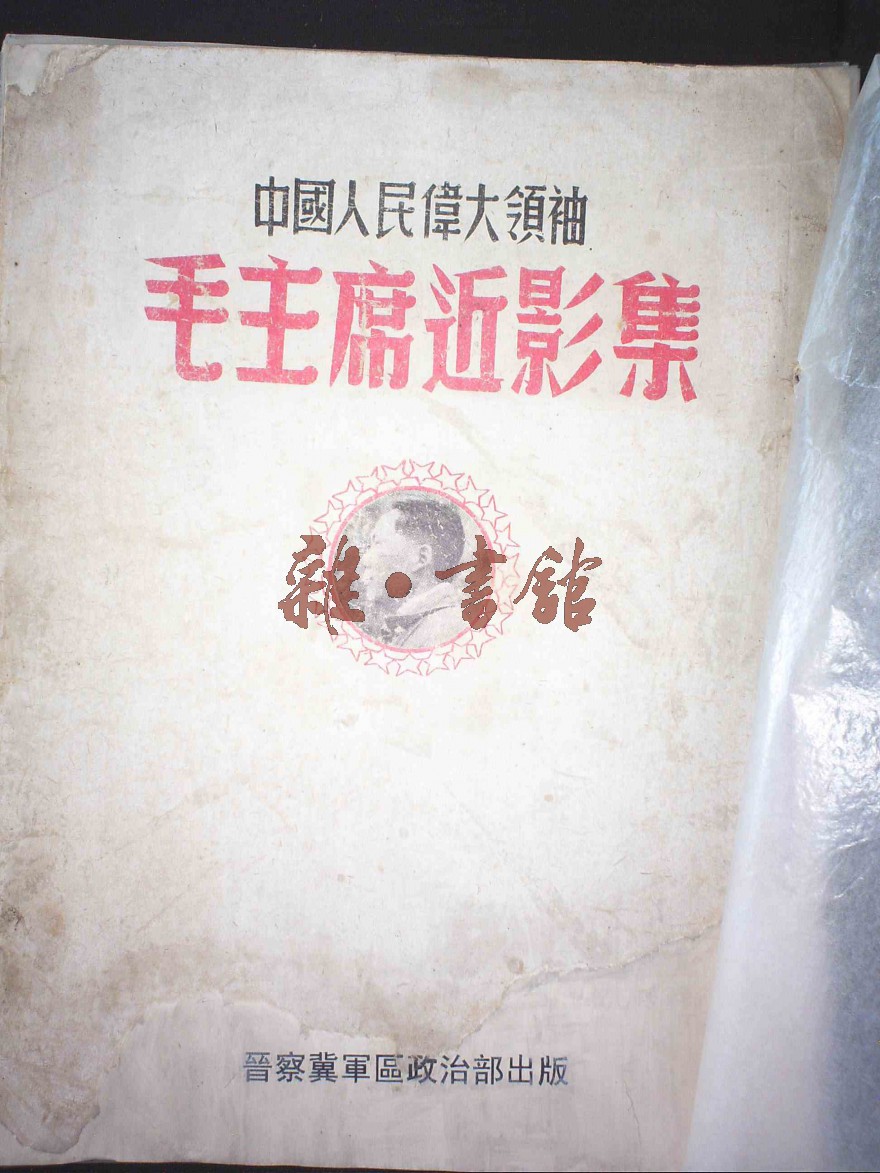 中國人民偉大領袖
毛主席近影集
雜·書館
晉察冀軍區政治部出版